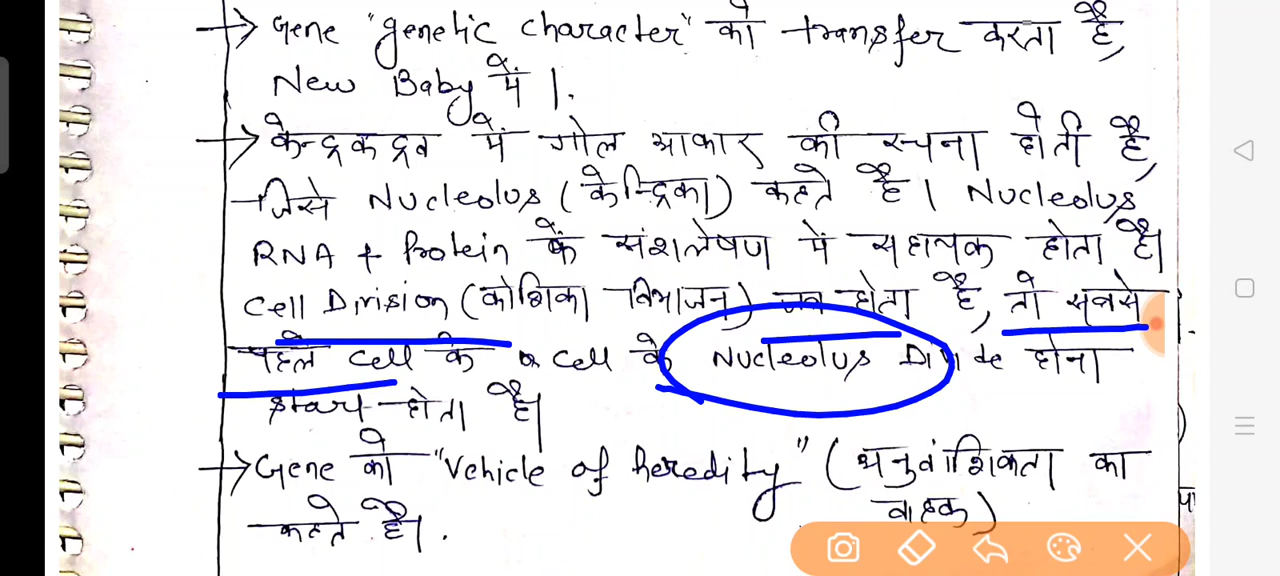 → Gene "genetic character" को transfer करता है,
New Baby में।
→ केन्द्रक द्रव में गोल आकार की रचना होती है,
जिसे Nucleolus (केन्द्रिका) कहते है। Nucleolus
RNA + Protein के संश्लेषण में सहायक होता है।
Cell Division (कोशिका विभाजन) जब होता है, तो सबसे
पहले Cell के Cell के Nucleolus Divide होना
start होता है।
→ Gene को "Vehicle of heredity" (अनुवांशिकता का
वाहक)
कहते है।